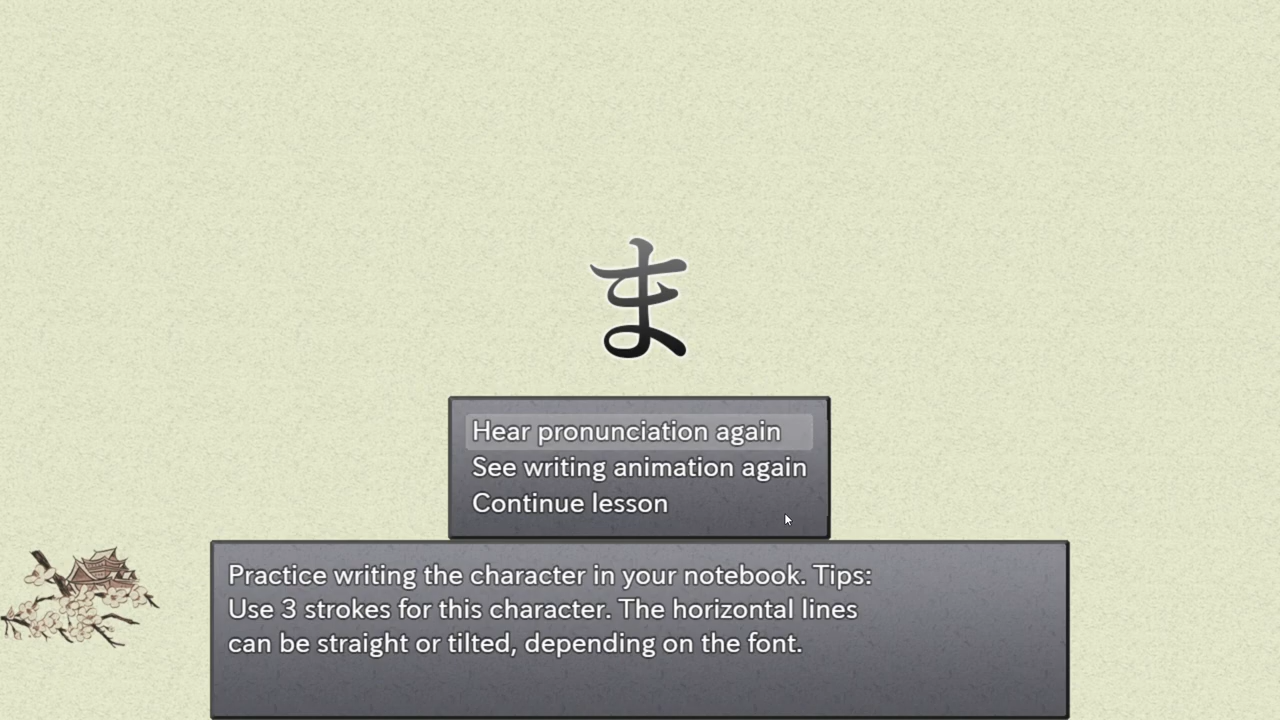 ま
Hear pronunciation again
See writing animation again
Continue lesson
Practice writing the character in your notebook. Tips:
Use 3 strokes for this character. The horizontal lines
can be straight or tilted, depending on the font.